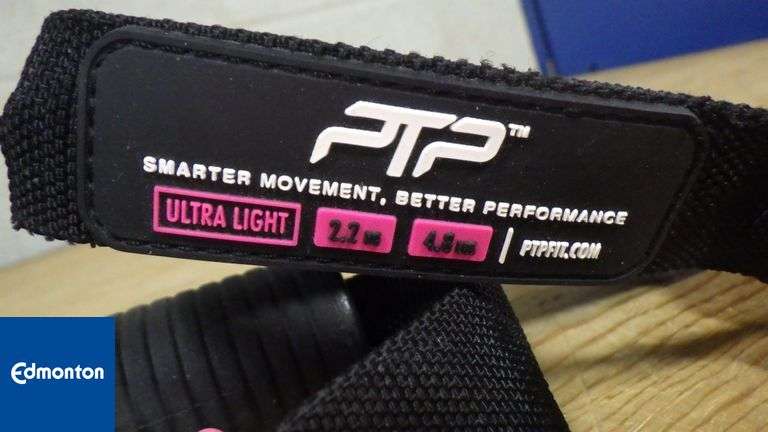 PTP™
SMARTER MOVEMENT, BETTER PERFORMANCE
ULTRA LIGHT 2.2 KG 4.8 LBS | PTPFIT.COM
Edmonton